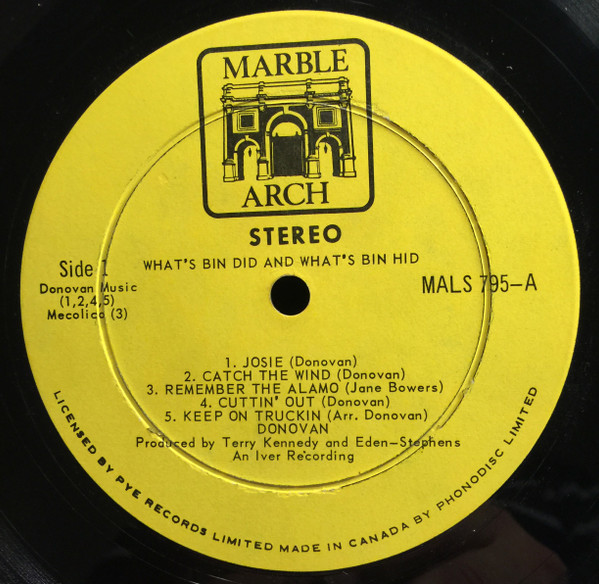 MARBLE
ARCH
STEREO
WHAT'S BIN DID AND WHAT'S BIN HID
Side 1
Donovan Music
(1,2,4,5)
Mecolico (3)
MALS 795-A
1. JOSIE (Donovan)
2. CATCH THE WIND (Donovan)
3. REMEMBER THE ALAMO (Jane Bowers)
4. CUTTIN' OUT (Donovan)
5. KEEP ON TRUCKIN (Arr. Donovan)
DONOVAN
Produced by Terry Kennedy and Eden-Stephens
An Iver Recording
LICENSED BY PYE RECORDS LIMITED MADE IN CANADA BY PHONODISC LIMITED